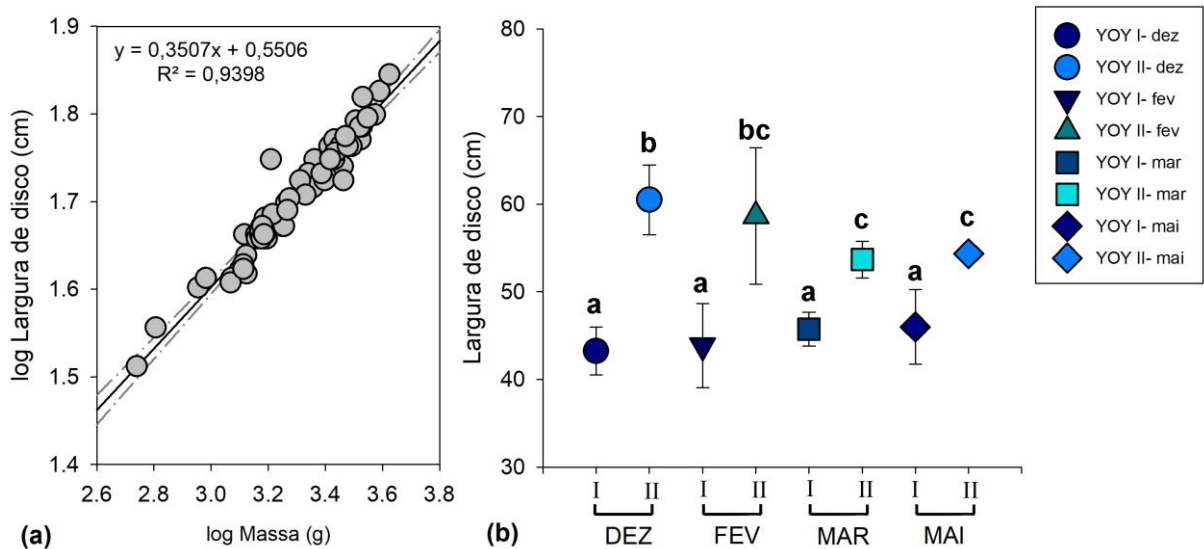 y = 0,3507x + 0,5506
R² = 0,9398
log Largura de disco (cm)
1.9
1.8
1.7
1.6
1.5
1.4
2.6 2.8 3.0 3.2 3.4 3.6 3.8
log Massa (g)
(a)
Largura de disco (cm)
80
70
60
50
40
30
a b a bc a c a c
I II I II I II I II
DEZ FEV MAR MAI
(b)
YOY I- dez
YOY II- dez
YOY I- fev
YOY II- fev
YOY I- mar
YOY II- mar
YOY I- mai
YOY II- mai